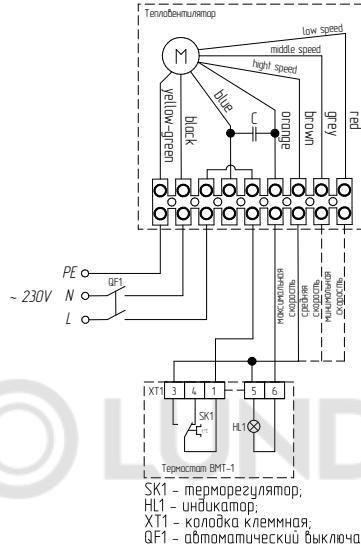 Тепловентилятор
low speed
middle speed
hight speed
M
yellow-green
black
blue
C
orange
brown
grey
red
PE
~ 230V
N
QF1
L
максимальная скорость
средняя скорость
минимальная скорость
XT1
3
4
1
5
6
SK1
t°C
HL1
Термостат BMT-1
LUND
SK1 – терморегулятор;
HL1 – индикатор;
XT1 – колодка клеммная;
QF1 – автоматический выключа